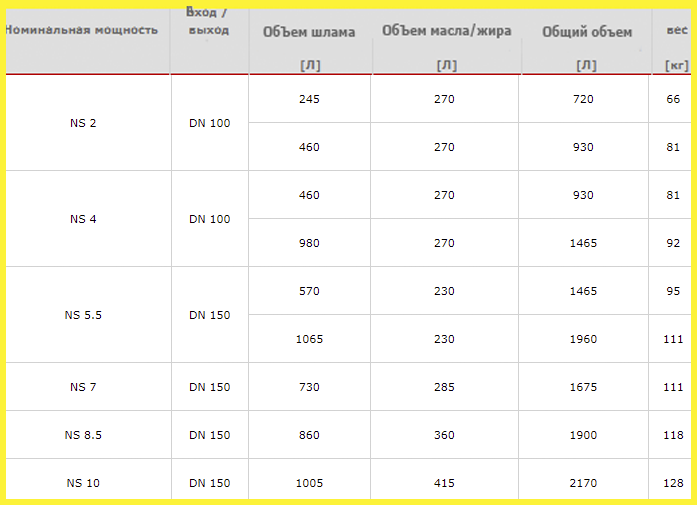 Номинальная мощность Вход / выход ОбЪем шлама [Л] Объем масла/жира [Л] Общий объем [Л] вес [кг]
NS 2 DN 100 245 270 720 66
460 270 930 81
NS 4 DN 100 460 270 930 81
980 270 1465 92
NS 5.5 DN 150 570 230 1465 95
1065 230 1960 111
NS 7 DN 150 730 285 1675 111
NS 8.5 DN 150 860 360 1900 118
NS 10 DN 150 1005 415 2170 128